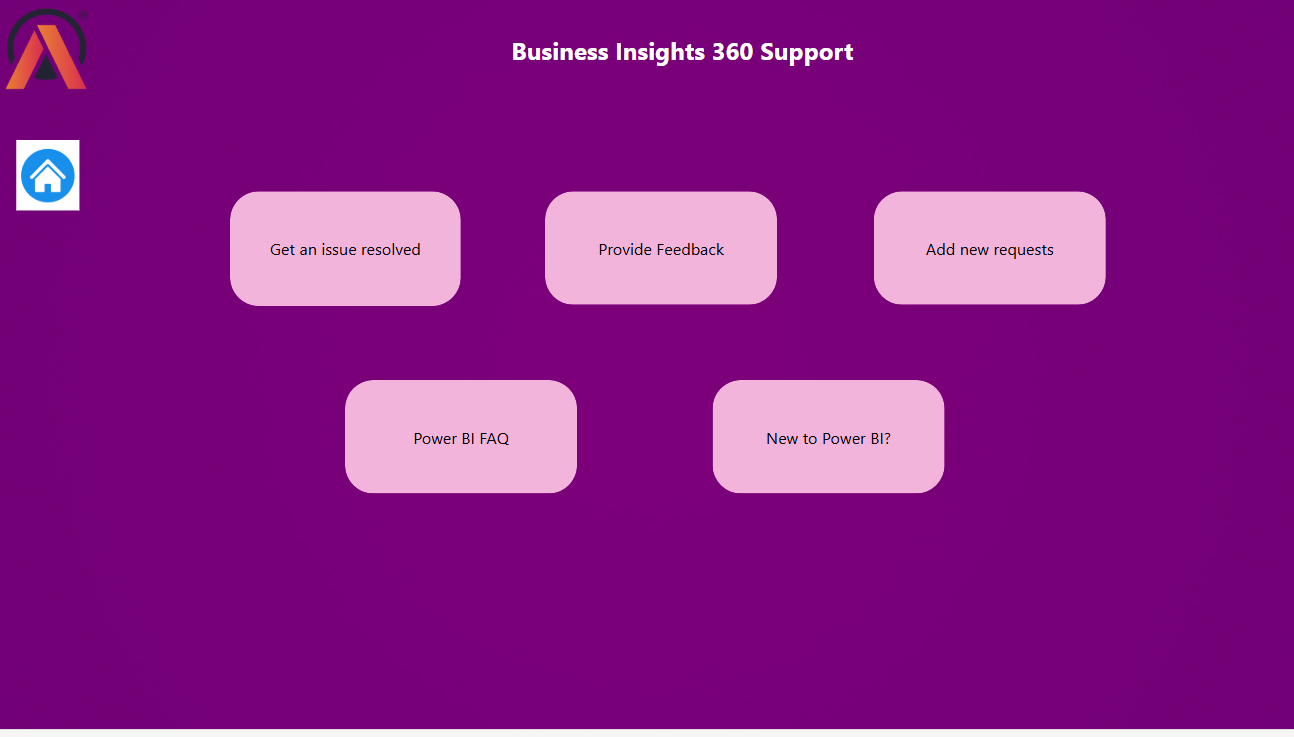 Business Insights 360 Support
Get an issue resolved
Provide Feedback
Add new requests
Power BI FAQ
New to Power BI?